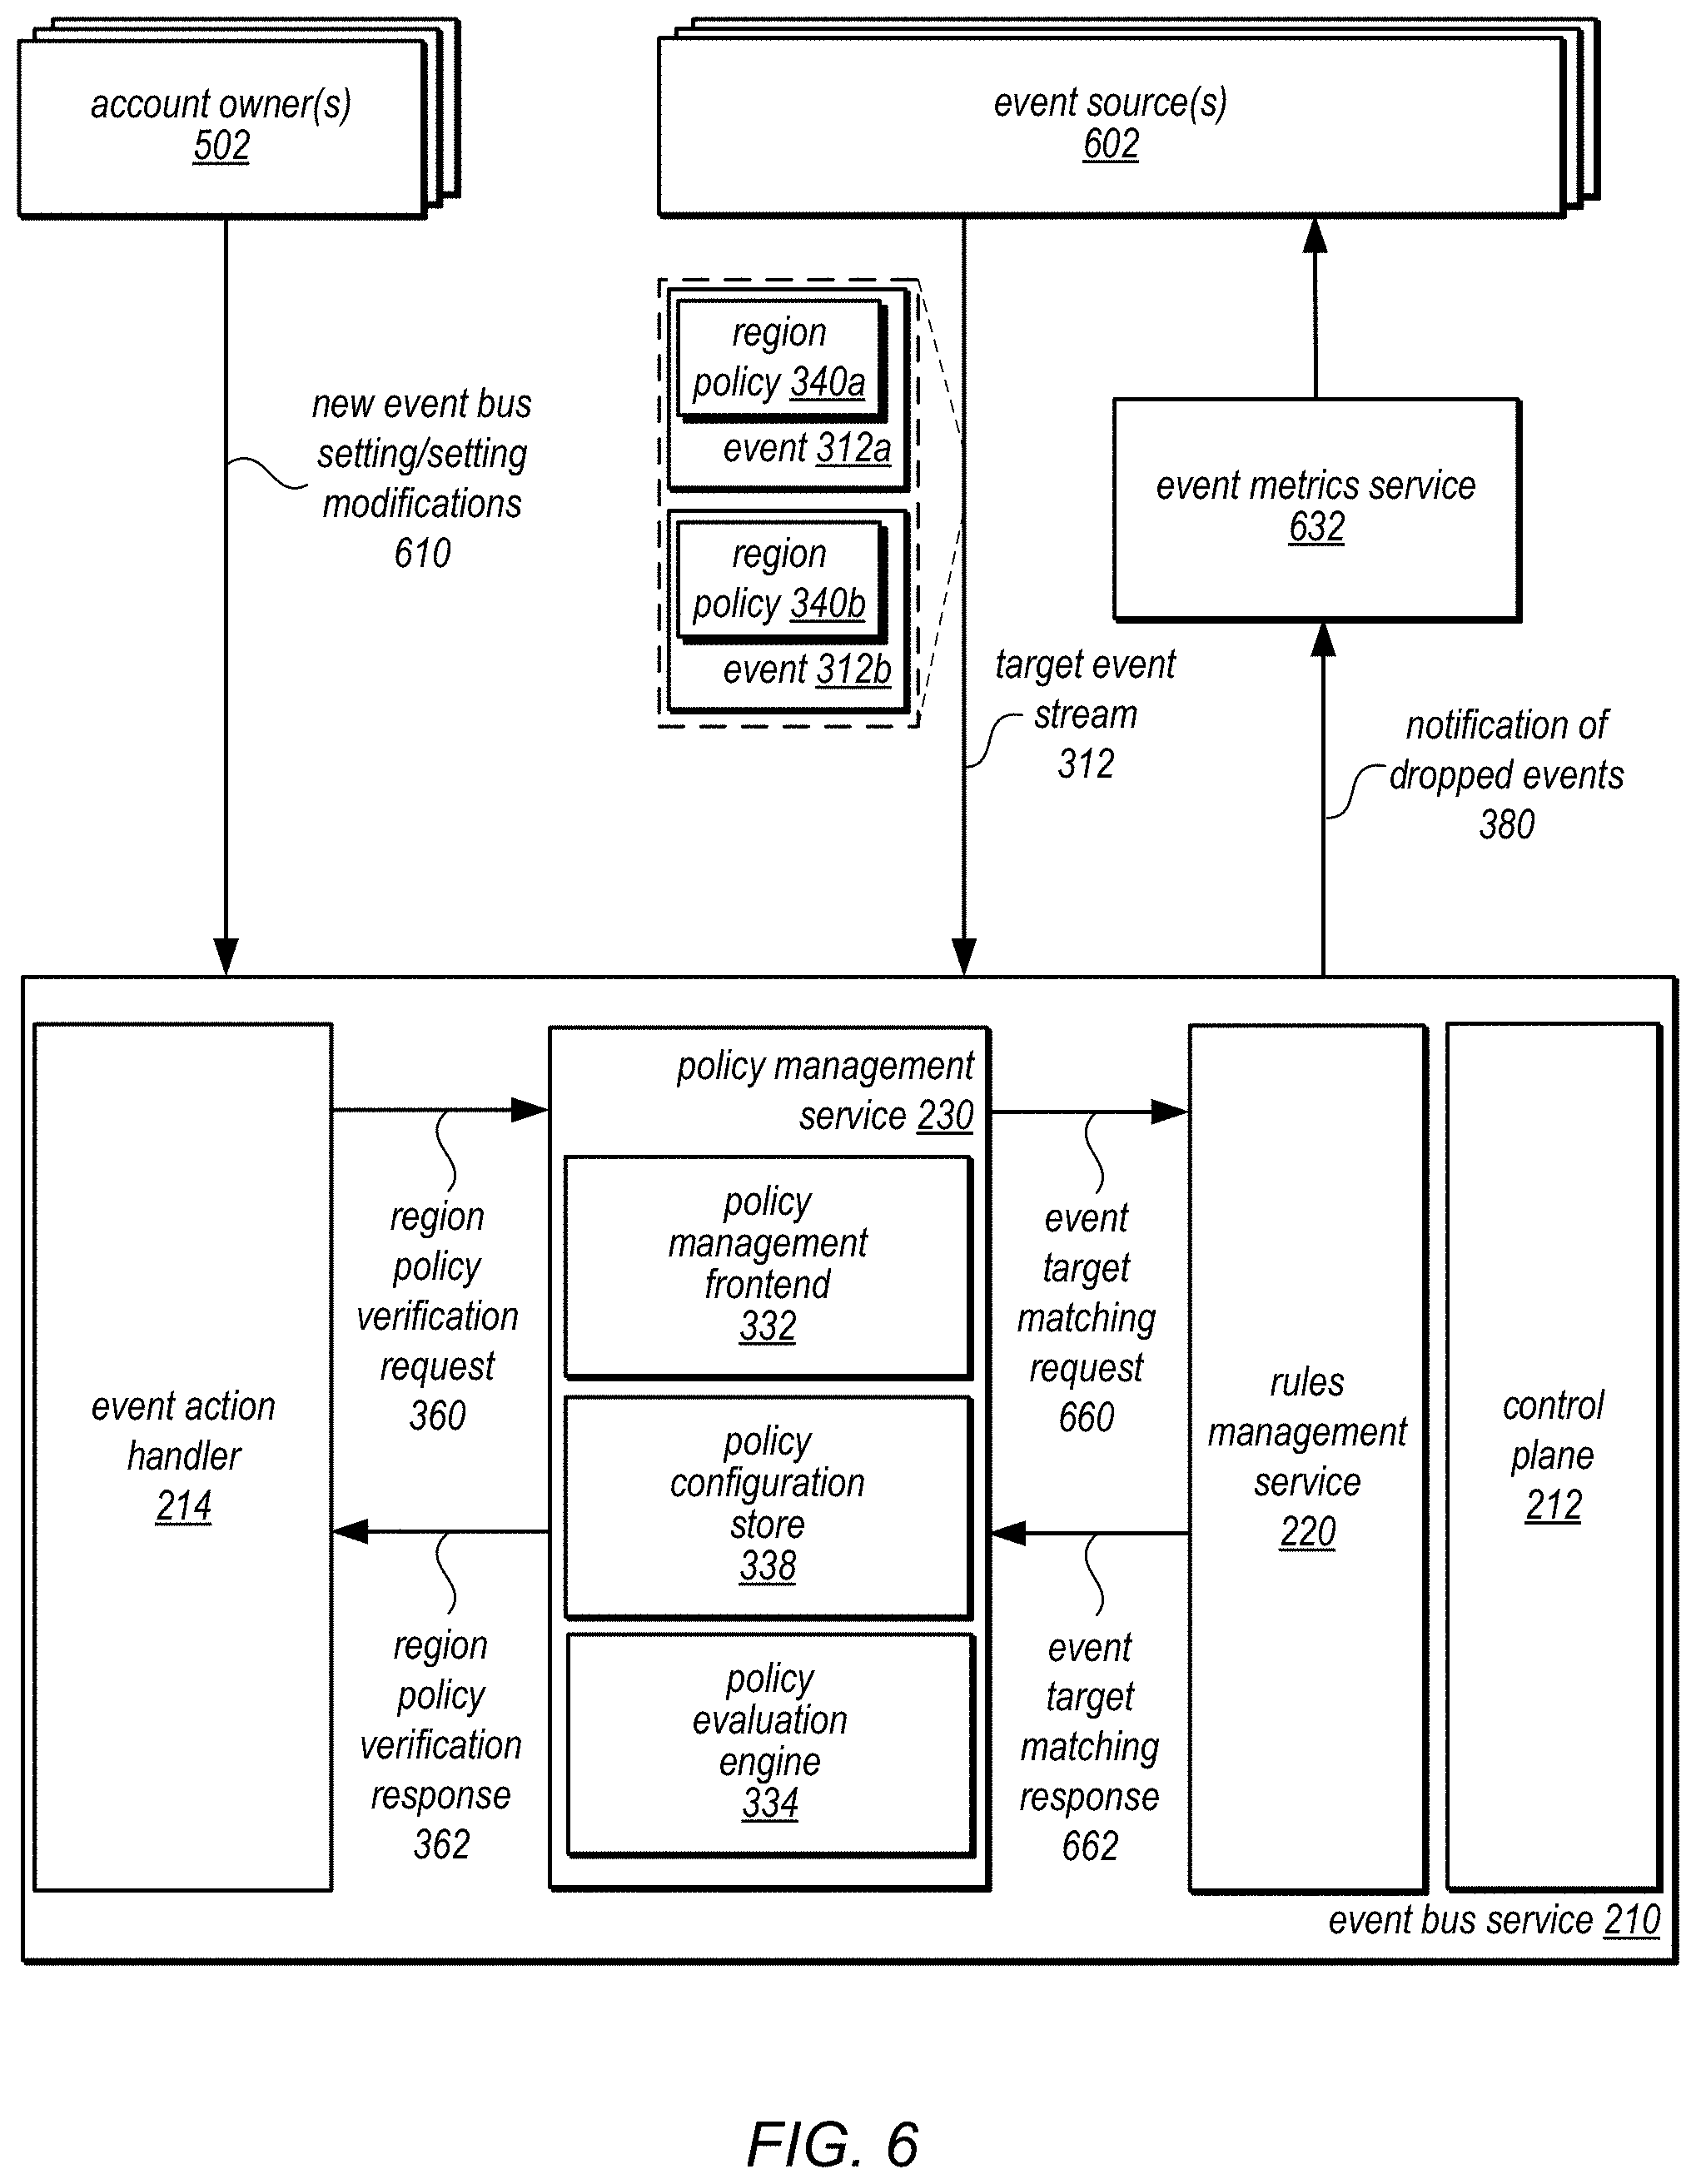 account owner(s)
502
event source(s)
602
region
policy 340a
event 312a
region
policy 340b
event 312b
new event bus
setting/setting
modifications
610
event metrics service
632
target event
stream
312
notification of
dropped events
380
event action
handler
214
region
policy
verification
request
360
region
policy
verification
response
362
policy management
service 230
policy
management
frontend
332
policy
configuration
store
338
policy
evaluation
engine
334
event
target
matching
request
660
event
target
matching
response
662
rules
management
service
220
control
plane
212
event bus service 210
FIG. 6